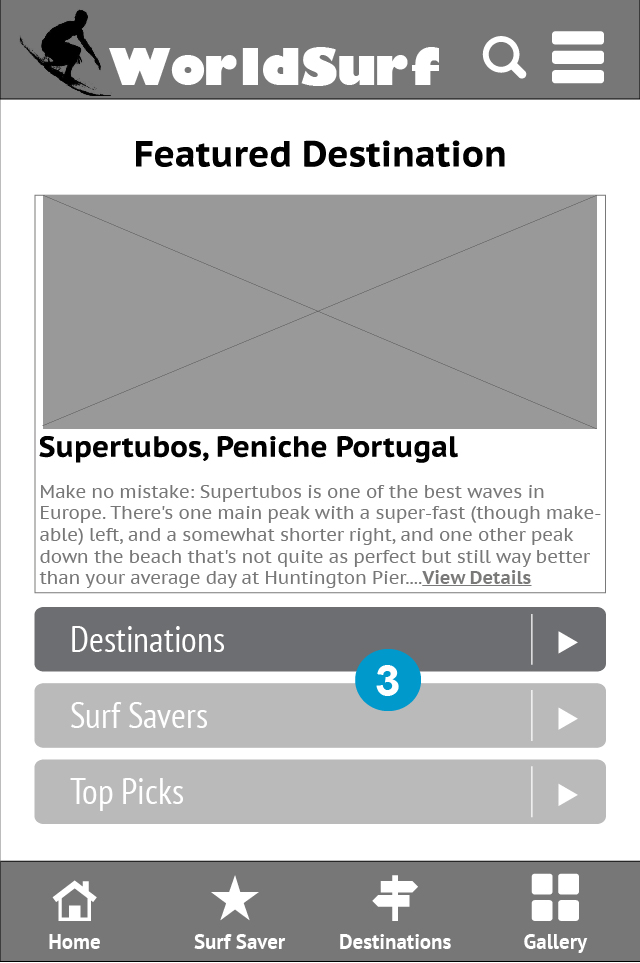 WorldSurf
Featured Destination
Supertubos, Peniche Portugal
Make no mistake: Supertubos is one of the best waves in
Europe. There's one main peak with a super-fast (though make-
able) left, and a somewhat shorter right, and one other peak
down the beach that's not quite as perfect but still way better
than your average day at Huntington Pier....View Details
Destinations
3
Surf Savers
Top Picks
Home
Surf Saver
Destinations
Gallery